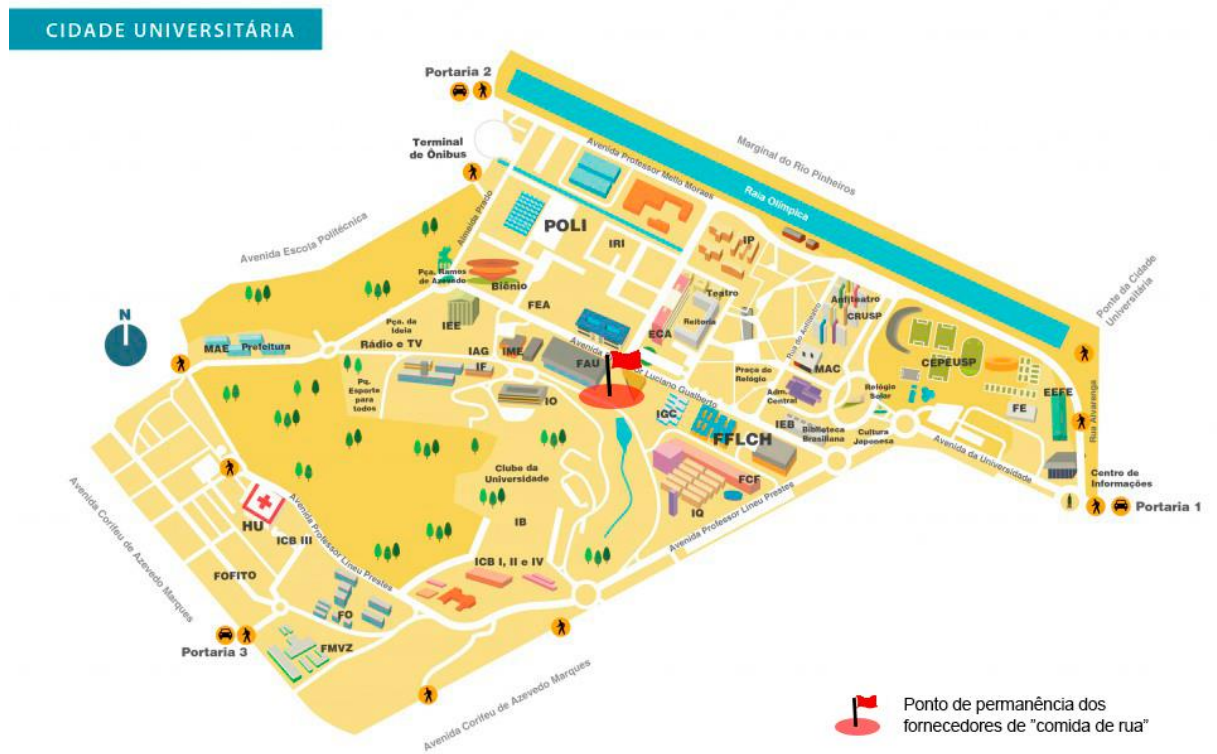 CIDADE UNIVERSITÁRIA
Portaria 2
Terminal
de Ônibus
Avenida Professor Mello Moraes
Marginal do Rio Pinheiros
Raia Olímpica
Ponte da Cidade
Universitária
Avenida Escola Politécnica
Almeida Prado
POLI
IRI
IP
Pça. Ramos
de Azevedo
Biênio
FEA
Teatro
Reitoria
Anfiteatro
CRUSP
Rua do Anfiteatro
N
IEE
Pça. da
Ideia
Rádio e TV
MAE
Prefeitura
IAG
IME
IF
FAU
ECA
Avenida
or Luciano Gualberto
Praça do
Relógio
MAC
CEPEUSP
EEFE
FE
Rua Alvarenga
Pq.
Esporte
para
todos
IO
IGC
FFLCH
Adm.
Central
Relógio
Solar
IEB
Biblioteca
Brasiliana
Cultura
Japonesa
Avenida da Universidade
Centro de
Informações
Portaria 1
Clube da
Universidade
FCF
IQ
Avenida Professor Lineu Prestes
IB
HU
ICB III
Avenida Professor Lineu Prestes
ICB I, II e IV
Avenida Corifeu de Azevedo Marques
FOFITO
FO
Portaria 3
FMVZ
Avenida Corifeu de Azevedo Marques
Ponto de permanência dos
fornecedores de "comida de rua"